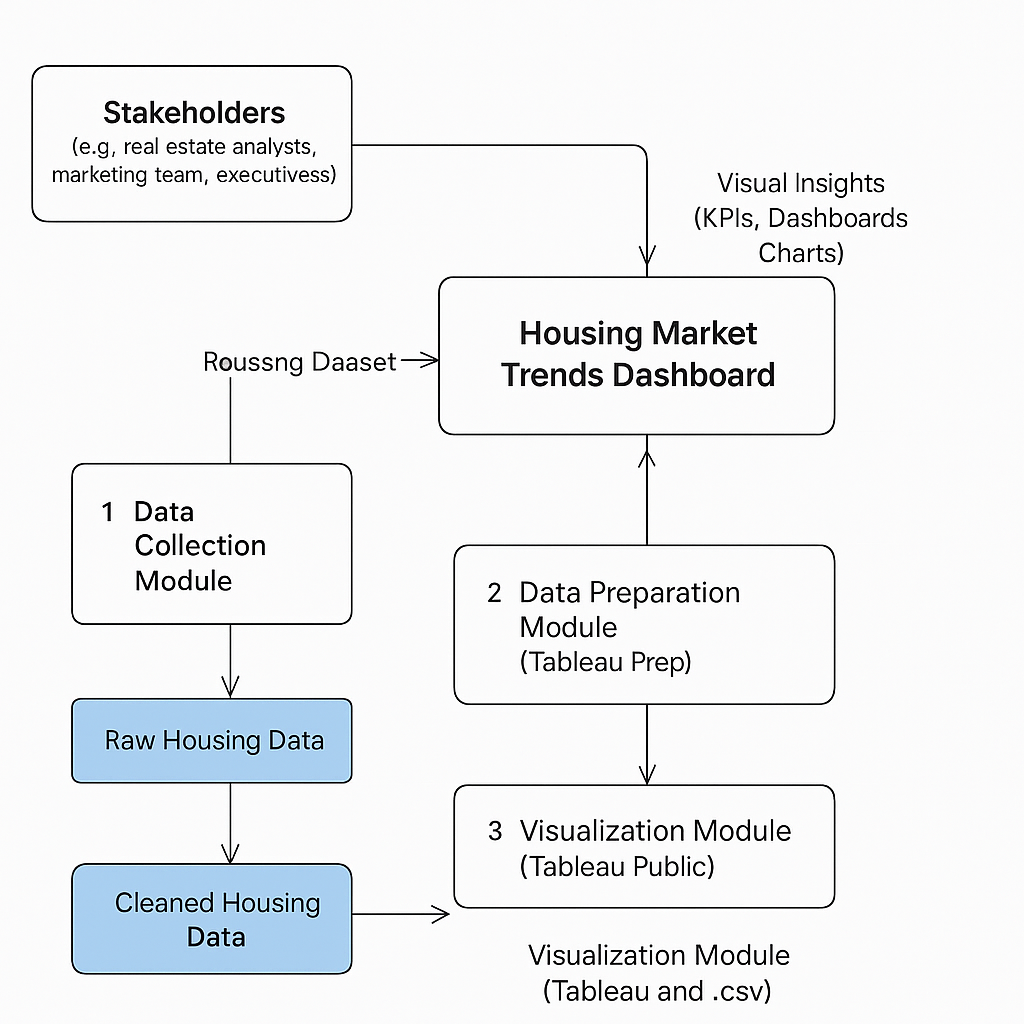 Stakeholders
(e.g, real estate analysts,
marketing team, executivess)
Visual Insights
(KPIs, Dashboards
Charts)
Housing Market
Trends Dashboard
Roussng Daaset
1 Data
Collection
Module
2 Data Preparation
Module
(Tableau Prep)
Raw Housing Data
3 Visualization Module
(Tableau Public)
Cleaned Housing
Data
Visualization Module
(Tableau and .csv)